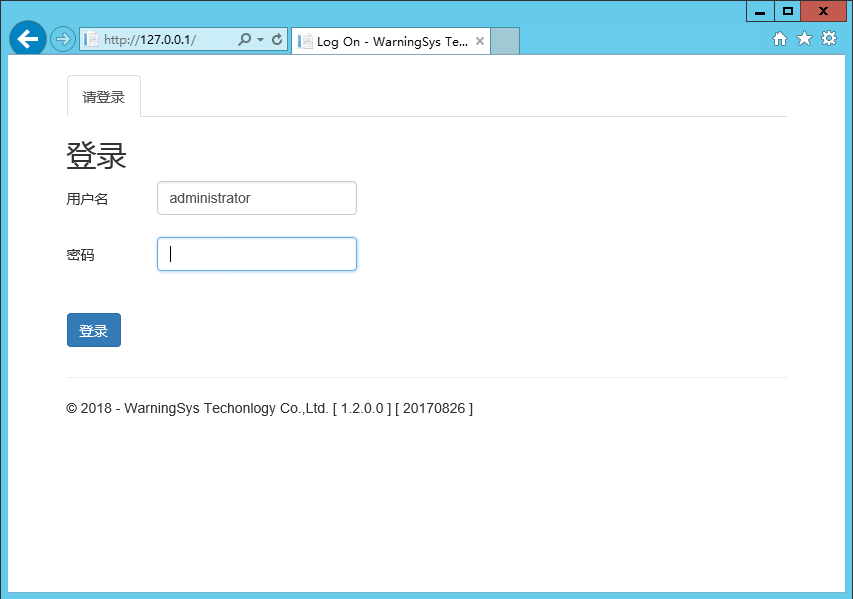 http://127.0.0.1/
Log On - WarningSys Te...
请登录
登录
用户名
administrator
密码
登录
© 2018 - WarningSys Techonlogy Co.,Ltd. [ 1.2.0.0 ] [ 20170826 ]